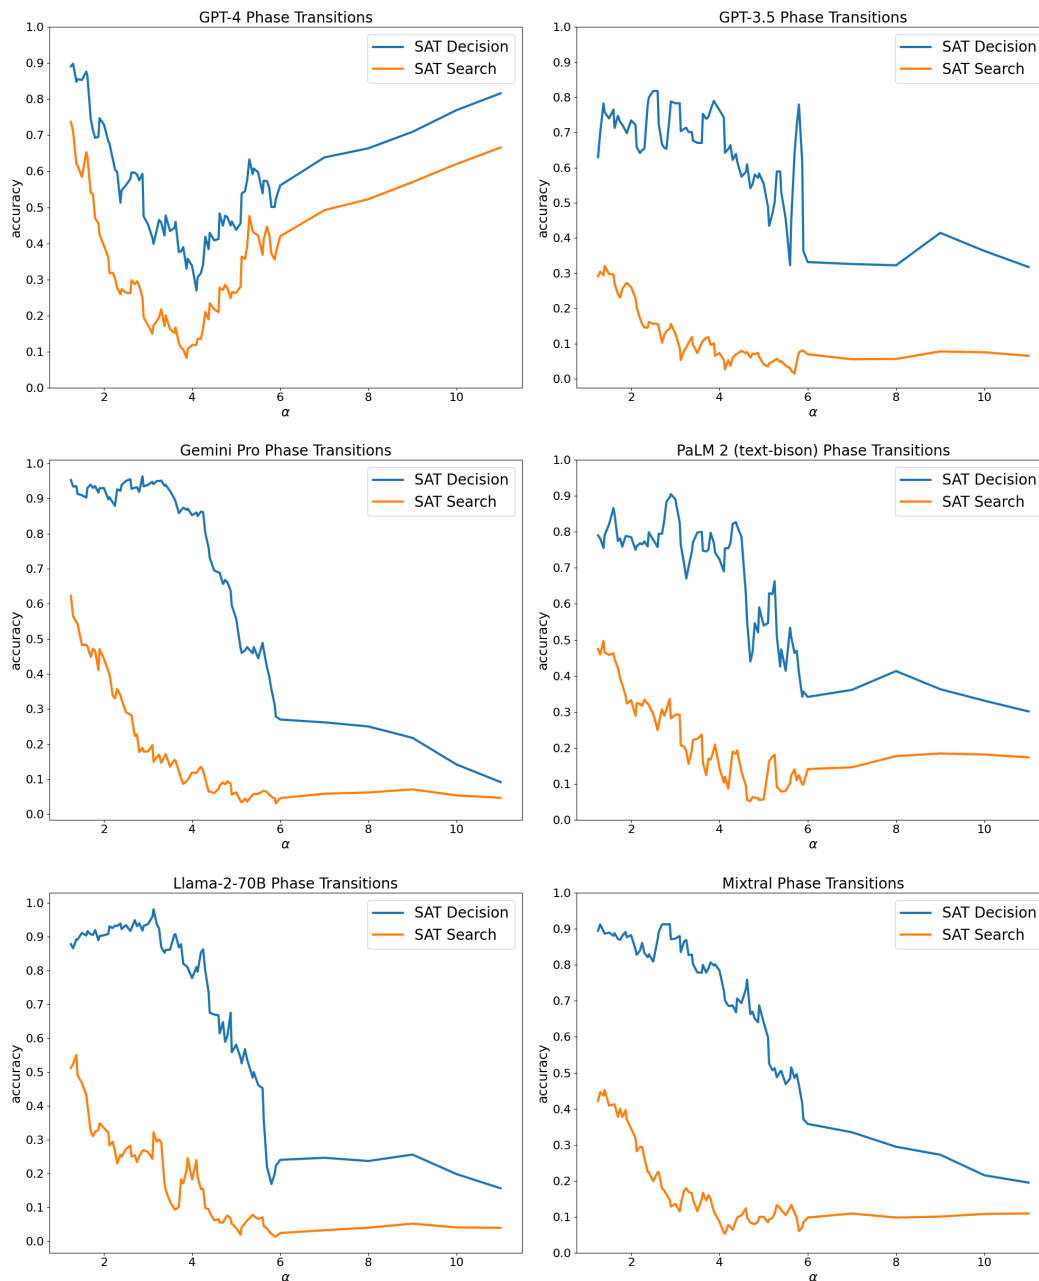 GPT-4 Phase Transitions
1.0
0.9
0.8
0.7
0.6
0.5
0.4
0.3
0.2
0.1
0.0
accuracy
2 4 6 8 10
α
SAT Decision
SAT Search
GPT-3.5 Phase Transitions
1.0
0.9
0.8
0.7
0.6
0.5
0.4
0.3
0.2
0.1
0.0
accuracy
2 4 6 8 10
α
SAT Decision
SAT Search
Gemini Pro Phase Transitions
1.0
0.9
0.8
0.7
0.6
0.5
0.4
0.3
0.2
0.1
0.0
accuracy
2 4 6 8 10
α
SAT Decision
SAT Search
PaLM 2 (text-bison) Phase Transitions
1.0
0.9
0.8
0.7
0.6
0.5
0.4
0.3
0.2
0.1
0.0
accuracy
2 4 6 8 10
α
SAT Decision
SAT Search
Llama-2-70B Phase Transitions
1.0
0.9
0.8
0.7
0.6
0.5
0.4
0.3
0.2
0.1
0.0
accuracy
2 4 6 8 10
α
SAT Decision
SAT Search
Mixtral Phase Transitions
1.0
0.9
0.8
0.7
0.6
0.5
0.4
0.3
0.2
0.1
0.0
accuracy
2 4 6 8 10
α
SAT Decision
SAT Search